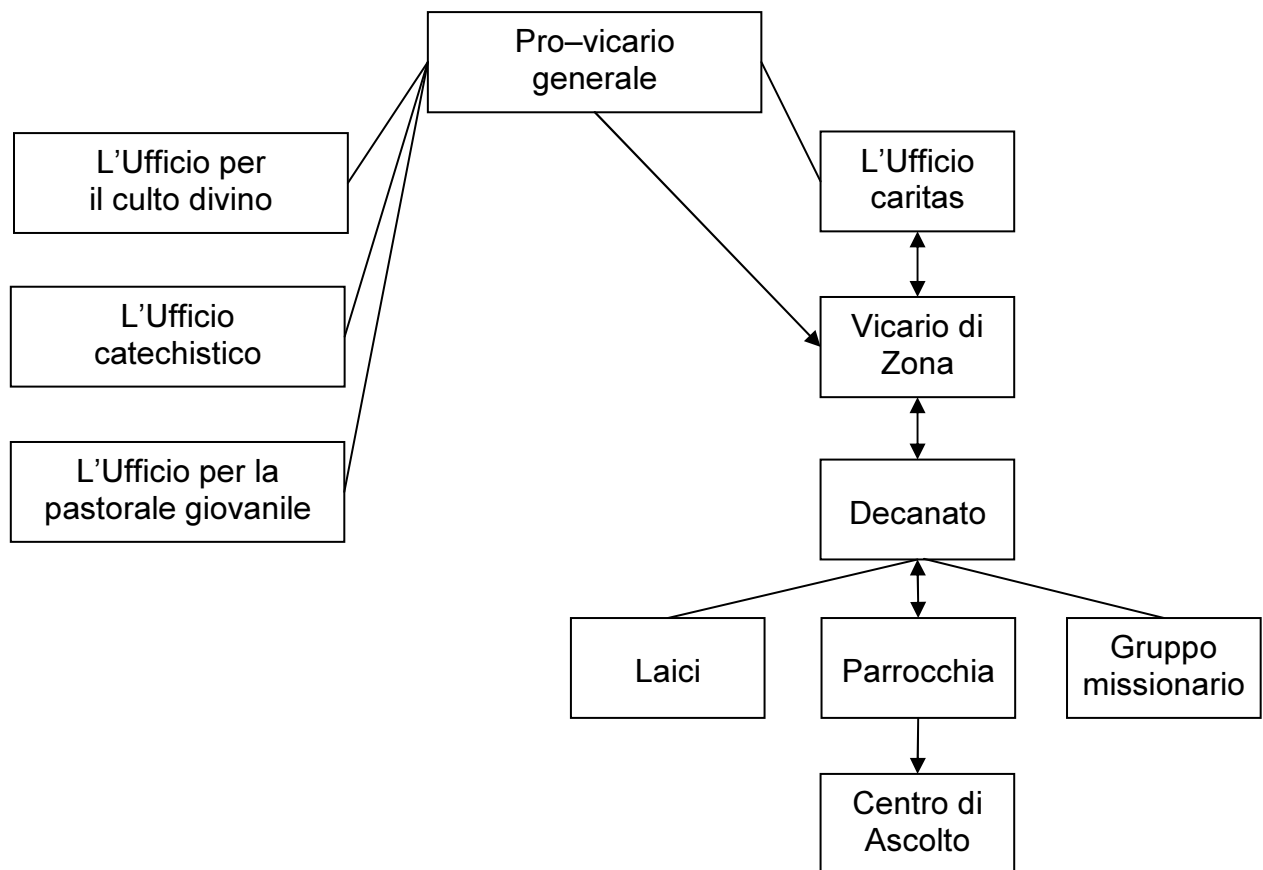 Pro–vicario
generale
L’Ufficio per
il culto divino
L’Ufficio
caritas
L’Ufficio
catechistico
Vicario di
Zona
L’Ufficio per la
pastorale giovanile
Decanato
Laici
Parrocchia
Gruppo
missionario
Centro di
Ascolto